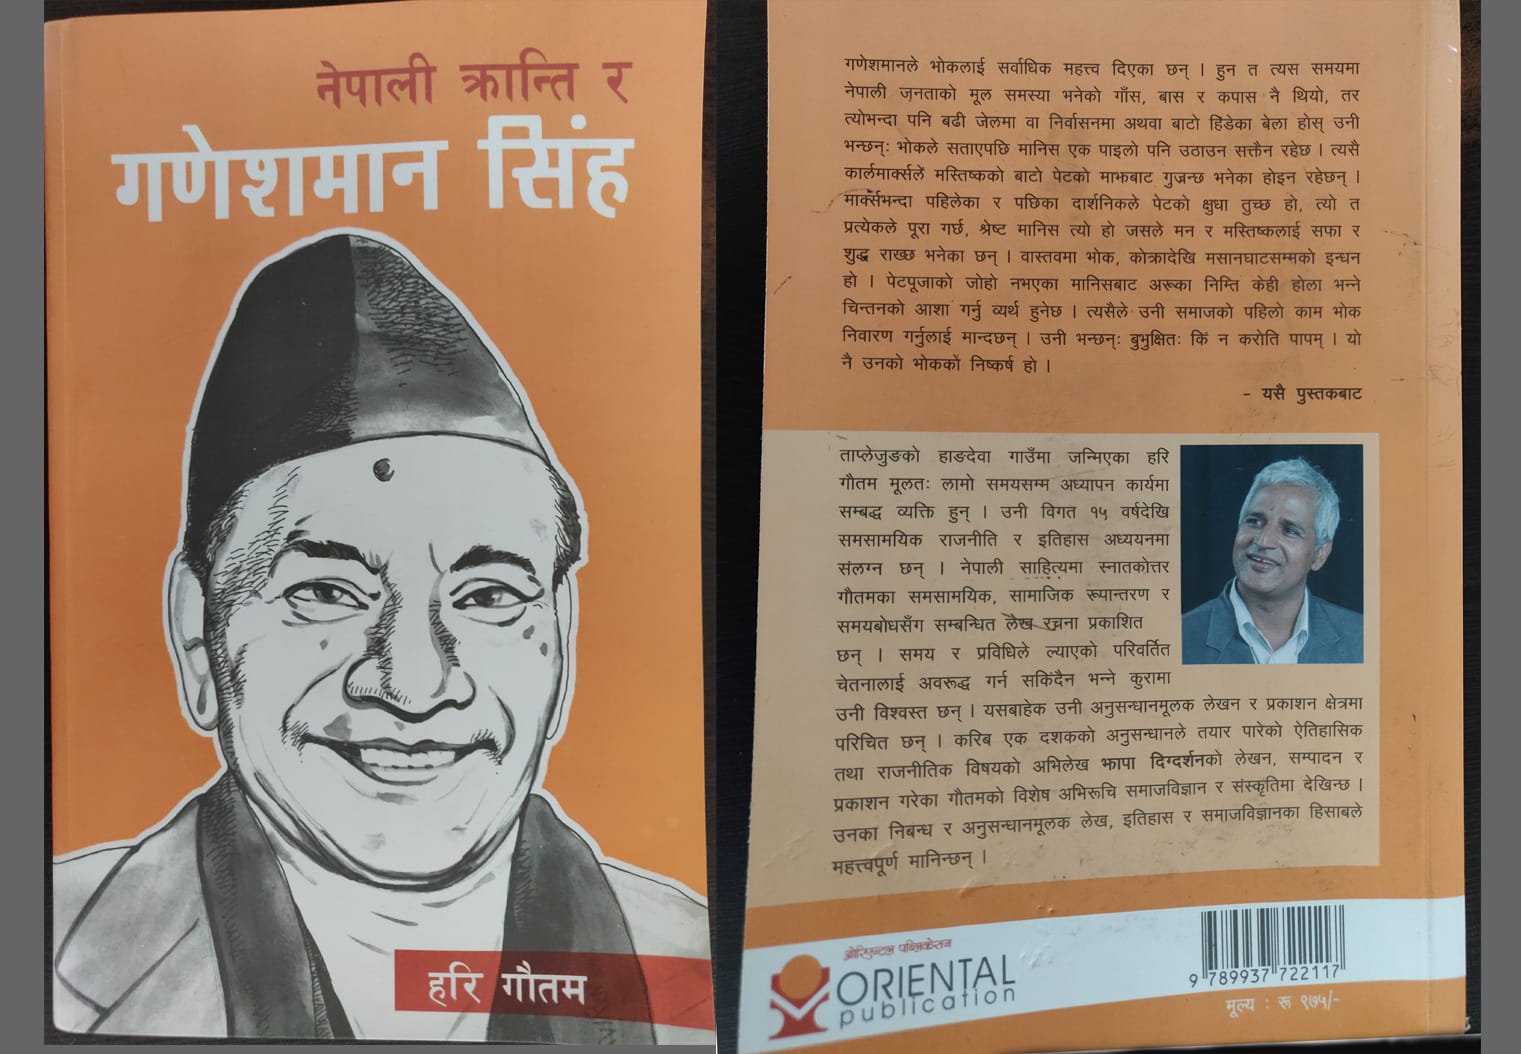 नेपाली क्रान्ति र
गणेशमान सिंह
हरि गौतम
गणेशमानले भोकलाई सर्वाधिक महत्त्व दिएका छन् । हुन त त्यस समयमा
नेपाली जनताको मूल समस्या भनेको गाँस, बास र कपास नै थियो, तर
त्योभन्दा पनि बढी जेलमा वा निर्वासनमा अथवा बाटो हिंडेका बेला होस् उनी
भन्छन्ः भोकले सताएपछि मानिस एक पाइलो पनि उठाउन सक्तैन रहेछ । त्यसै
कार्लमार्क्सले मस्तिष्कको बाटो पेटको माझबाट गुज्रन्छ भनेका होइन रहेछन् ।
मार्क्सभन्दा पहिलेका र पछिका दार्शनिकले पेटको क्षुधा तुच्छ हो, त्यो त
प्रत्येकले पूरा गर्छ, श्रेष्ट मानिस त्यो हो जसले मन र मस्तिष्कलाई सफा र
शुद्ध राख्छ भनेका छन् । वास्तवमा भोक, कोक्रादेखि मसानघाटसम्मको इन्धन
हो । पेटपूजाको जोहो नभएका मानिसबाट अरूका निम्ति केही होला भन्ने
चिन्तनको आशा गर्नु व्यर्थ हुनेछ । त्यसैले उनी समाजको पहिलो काम भोक
निवारण गर्नुलाई मान्दछन् । उनी भन्छन्ः बुभुक्षितः किं न करोति पापम् । यो
नै उनको भोकको निष्कर्ष हो ।
- यसै पुस्तकबाट
ताप्लेजुङको हाङदेवा गाउँमा जन्मिएका हरि
गौतम मूलतः लामो समयसम्म अध्यापन कार्यमा
सम्बद्ध व्यक्ति हुन् । उनी विगत १५ वर्षदेखि
समसामयिक राजनीति र इतिहास अध्ययनमा
संलग्न छन् । नेपाली साहित्यमा स्नातकोत्तर
गौतमका समसामयिक, सामाजिक रूपान्तरण र
समयबोधसँग सम्बन्धित लेख रचना प्रकाशित
छन् । समय र प्रविधिले ल्याएको परिवर्तित
चेतनालाई अवरूद्ध गर्न सकिंदैन भन्ने कुरामा
उनी विश्वस्त छन् । यसबाहेक उनी अनुसन्धानमूलक लेखन र प्रकाशन क्षेत्रमा
परिचित छन् । करिब एक दशकको अनुसन्धानले तयार पारेको ऐतिहासिक
तथा राजनीतिक विषयको अभिलेख झापा दिग्दर्शनको लेखन, सम्पादन र
प्रकाशन गरेका गौतमको विशेष अभिरूचि समाजविज्ञान र संस्कृतिमा देखिन्छ ।
उनका निबन्ध र अनुसन्धानमूलक लेख, इतिहास र समाजविज्ञानका हिसाबले
महत्त्वपूर्ण मानिन्छन् ।
ओरिएन्टल पब्लिकेसन
ORIENTAL
publication
9 789937 722117
मूल्य : रू ९७५/-